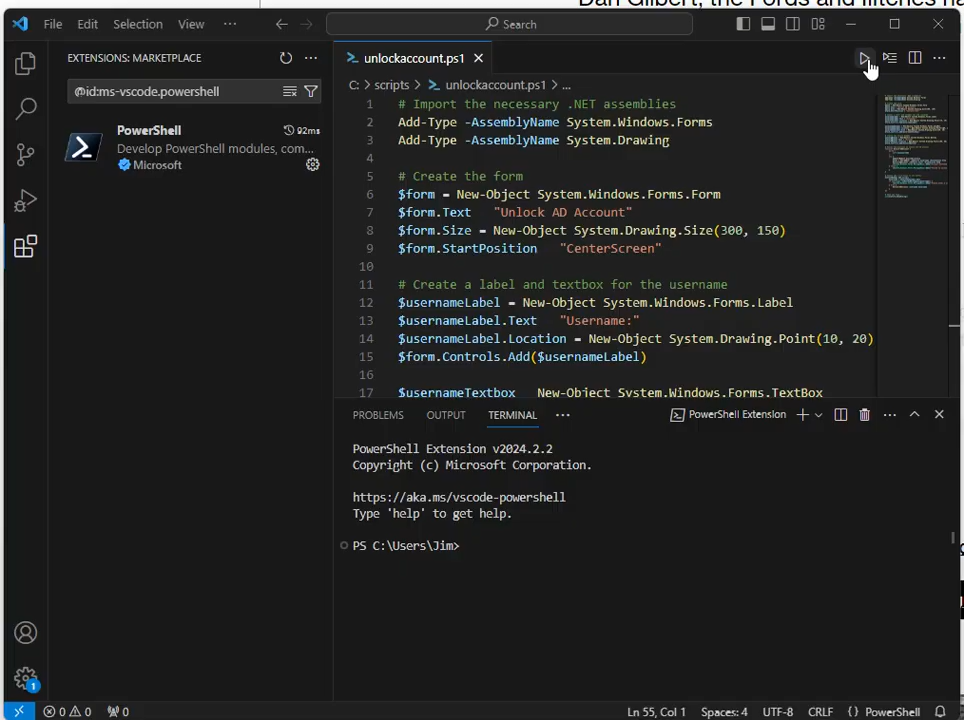 Dan Gilbert, the Fords and Ilitches ha
File Edit Selection View ··· Search
EXTENSIONS: MARKETPLACE
@id:ms-vscode.powershell
PowerShell 92ms
Develop PowerShell modules, com...
Microsoft
unlockaccount.ps1
C: > scripts > unlockaccount.ps1 > ...
1 # Import the necessary .NET assemblies
2 Add-Type -AssemblyName System.Windows.Forms
3 Add-Type -AssemblyName System.Drawing
4
5 # Create the form
6 $form = New-Object System.Windows.Forms.Form
7 $form.Text "Unlock AD Account"
8 $form.Size = New-Object System.Drawing.Size(300, 150)
9 $form.StartPosition "CenterScreen"
10
11 # Create a label and textbox for the username
12 $usernameLabel = New-Object System.Windows.Forms.Label
13 $usernameLabel.Text "Username:"
14 $usernameLabel.Location = New-Object System.Drawing.Point(10, 20)
15 $form.Controls.Add($usernameLabel)
16
17 $usernameTextbox New-Object System.Windows.Forms.TextBox
PROBLEMS OUTPUT TERMINAL ··· PowerShell Extension
PowerShell Extension v2024.2.2
Copyright (c) Microsoft Corporation.
https://aka.ms/vscode-powershell
Type 'help' to get help.
PS C:\Users\Jim>
1
0 0 0 Ln 55, Col 1 Spaces: 4 UTF-8 CRLF {} PowerShell